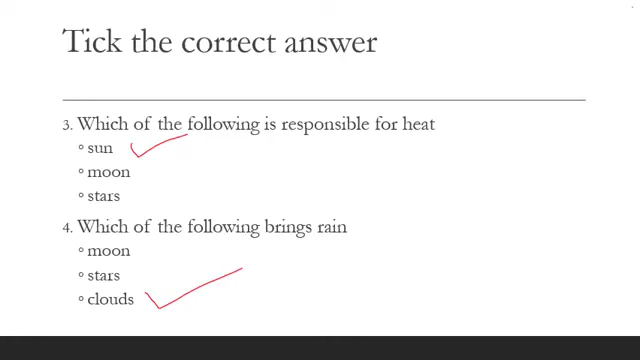 Tick the correct answer
3. Which of the following is responsible for heat
◦ sun
◦ moon
◦ stars
4. Which of the following brings rain
◦ moon
◦ stars
◦ clouds